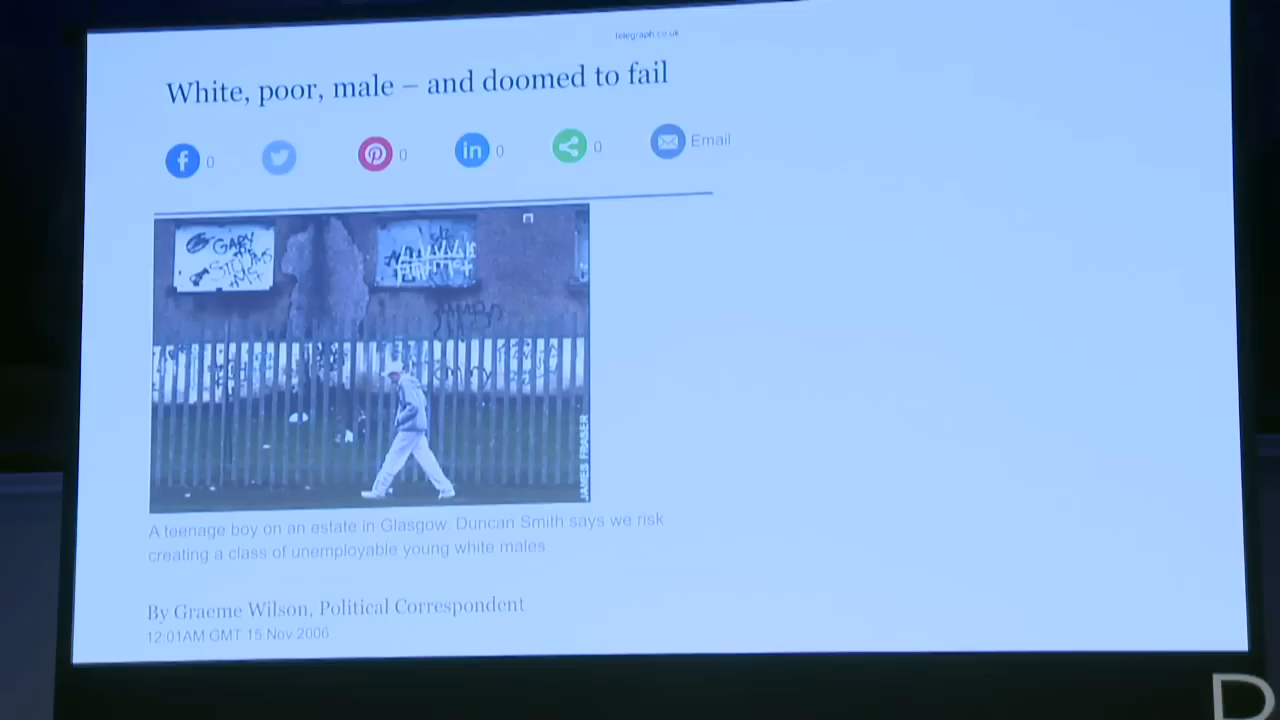 telegraph.co.uk
White, poor, male – and doomed to fail
0
0
0
0
Email
GARY
JAMES FRASER
A teenage boy on an estate in Glasgow. Duncan Smith says we risk
creating a class of unemployable young white males
By Graeme Wilson, Political Correspondent
12:01AM GMT 15 Nov 2006
D